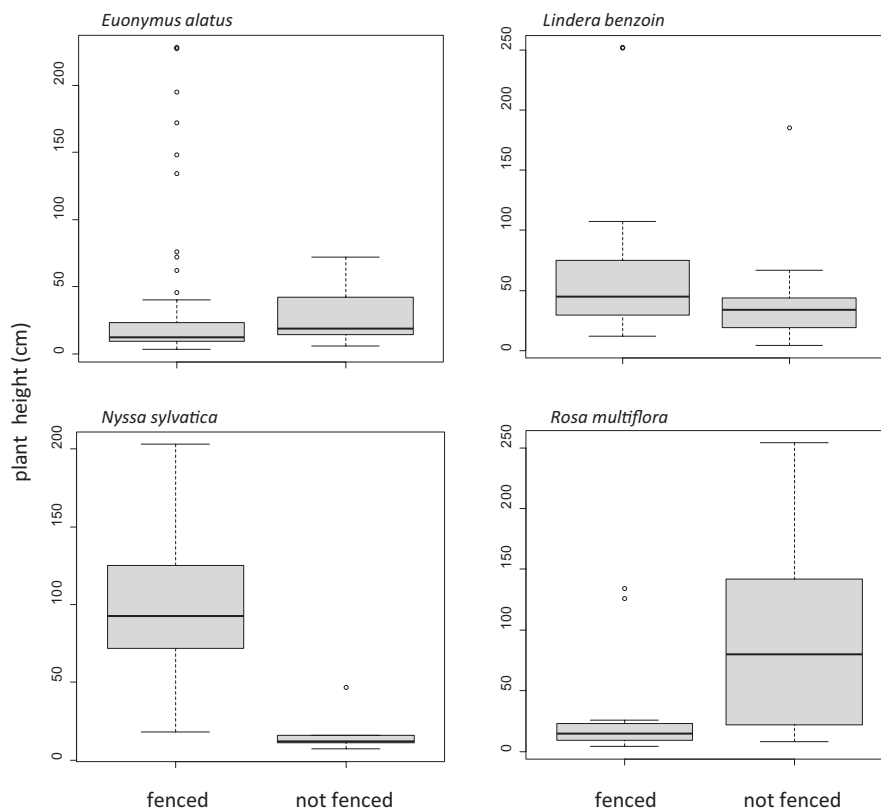 Euonymus alatus
0 50 100 150 200
Lindera benzoin
0 50 100 150 200 250
plant height (cm)
Nyssa sylvatica
0 50 100 150 200
Rosa multiflora
0 50 100 150 200 250
fenced not fenced
fenced not fenced